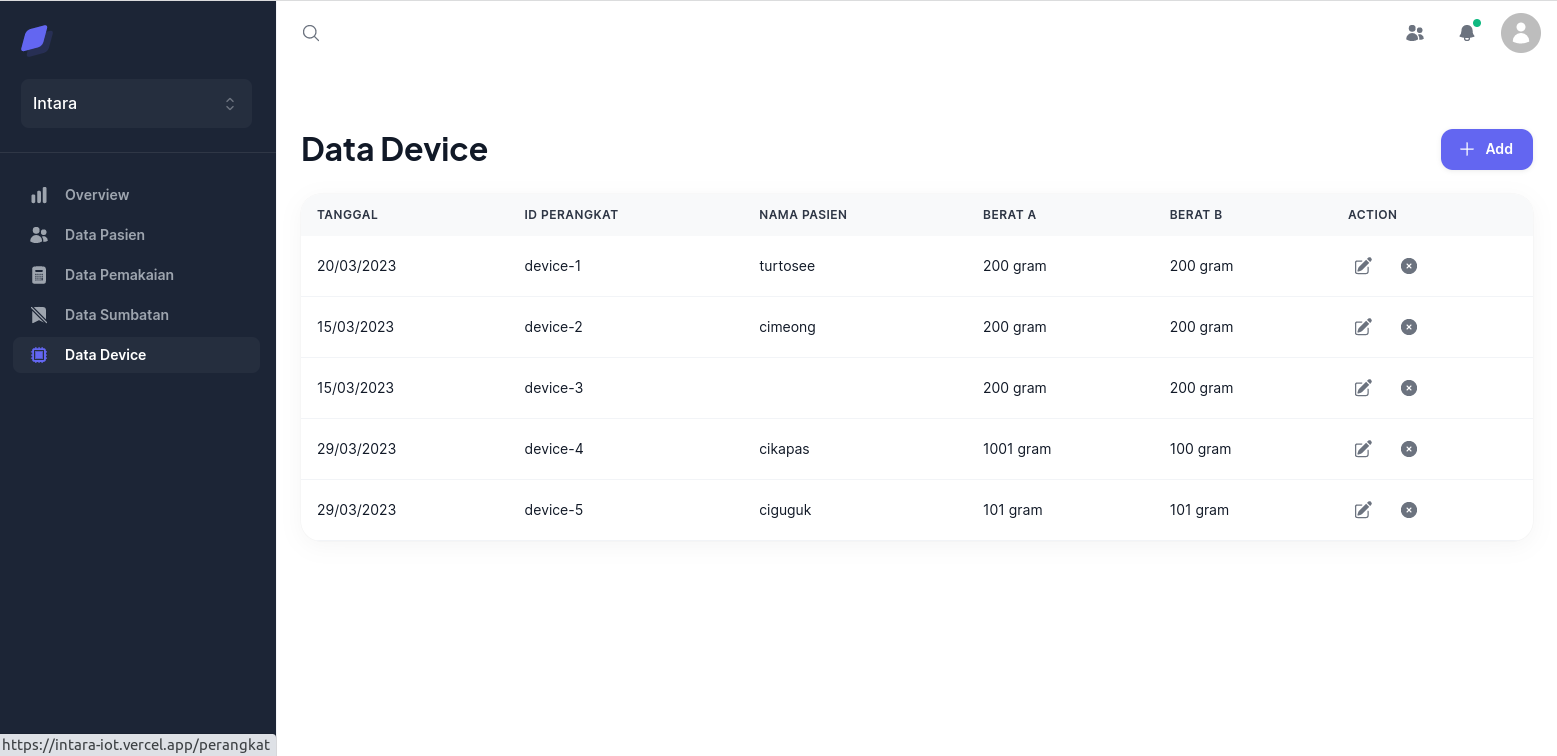 Intara
Overview
Data Pasien
Data Pemakaian
Data Sumbatan
Data Device
https://intara-iot.vercel.app/perangkat
Data Device
Add
TANGGAL ID PERANGKAT NAMA PASIEN BERAT A BERAT B ACTION
20/03/2023 device-1 turtosee 200 gram 200 gram
15/03/2023 device-2 cimeong 200 gram 200 gram
15/03/2023 device-3 200 gram 200 gram
29/03/2023 device-4 cikapas 1001 gram 100 gram
29/03/2023 device-5 ciguguk 101 gram 101 gram